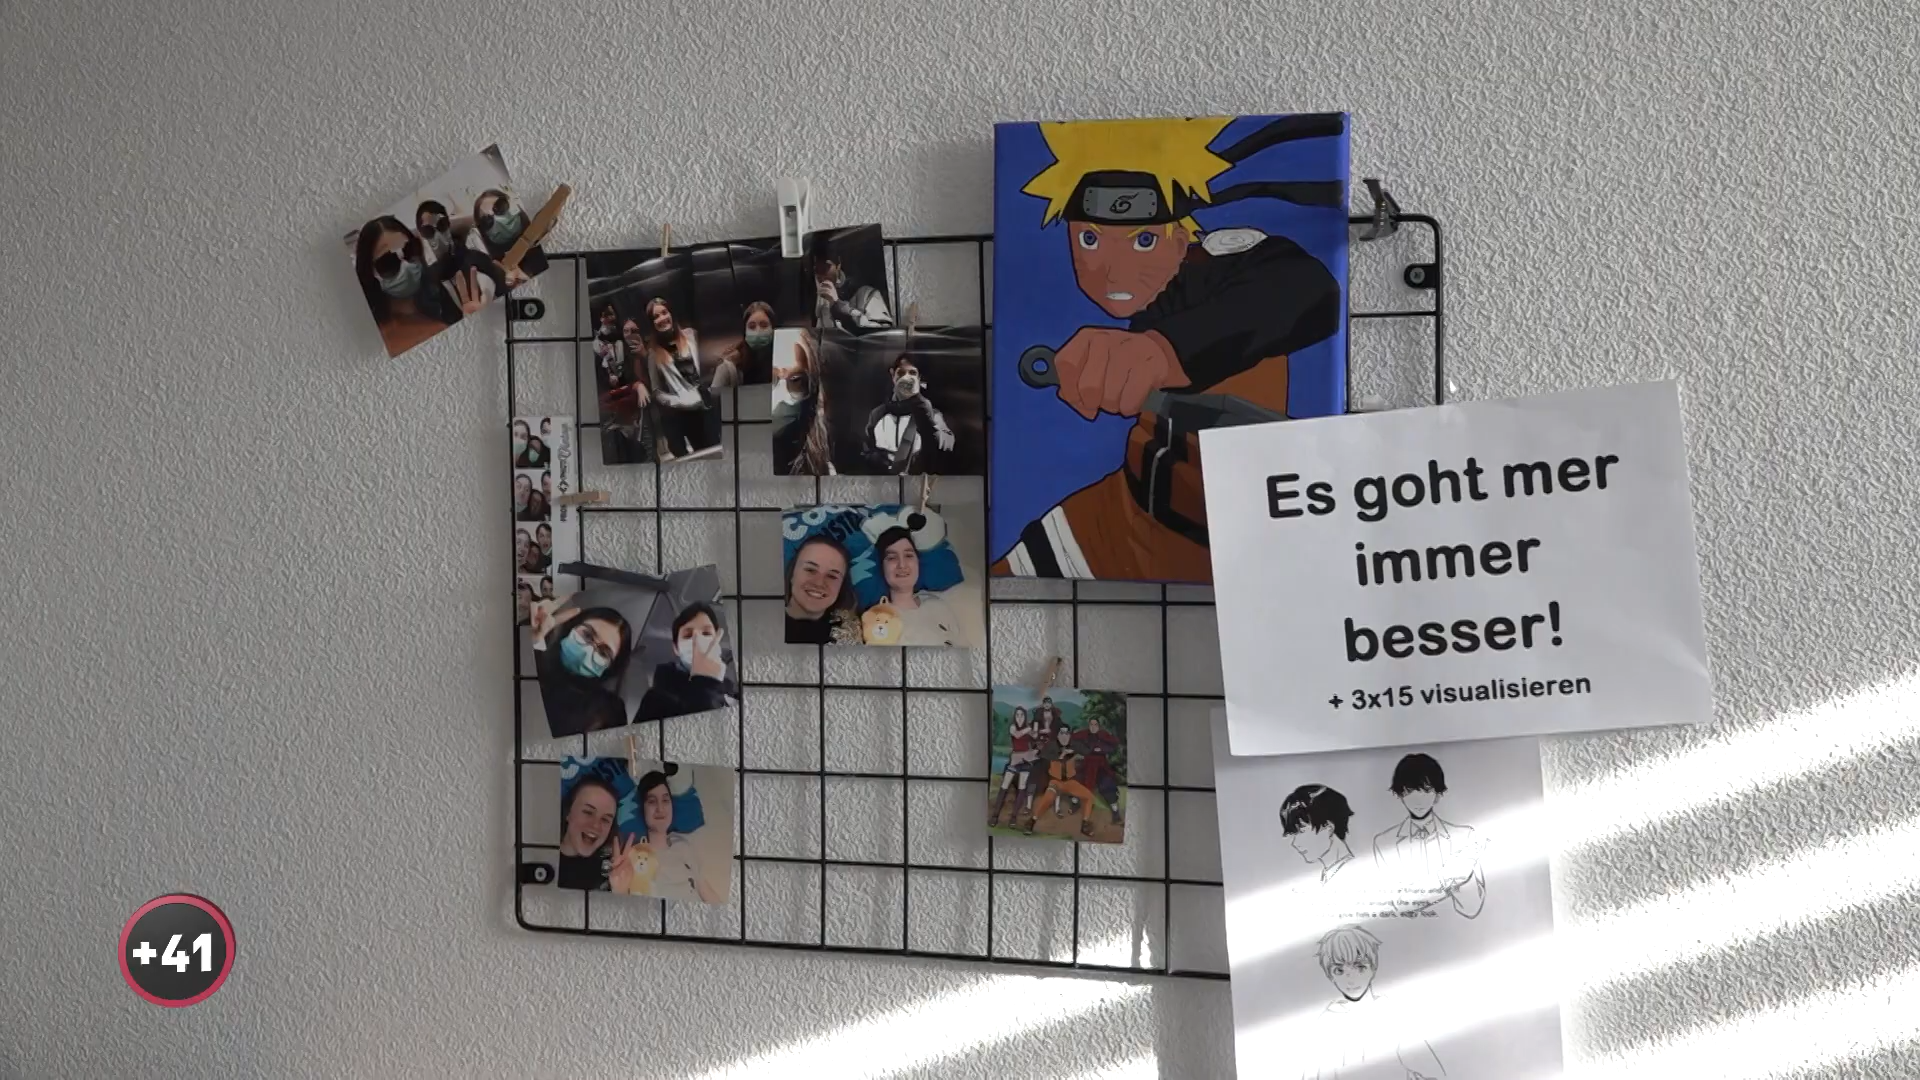 Es goht mer
immer
besser!
+ 3x15 visualisieren
+41